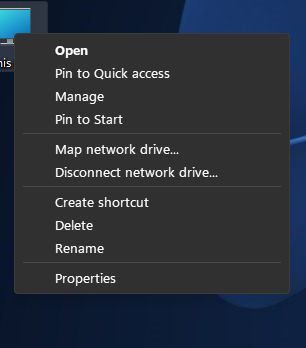 his
Open
Pin to Quick access
Manage
Pin to Start
Map network drive...
Disconnect network drive...
Create shortcut
Delete
Rename
Properties